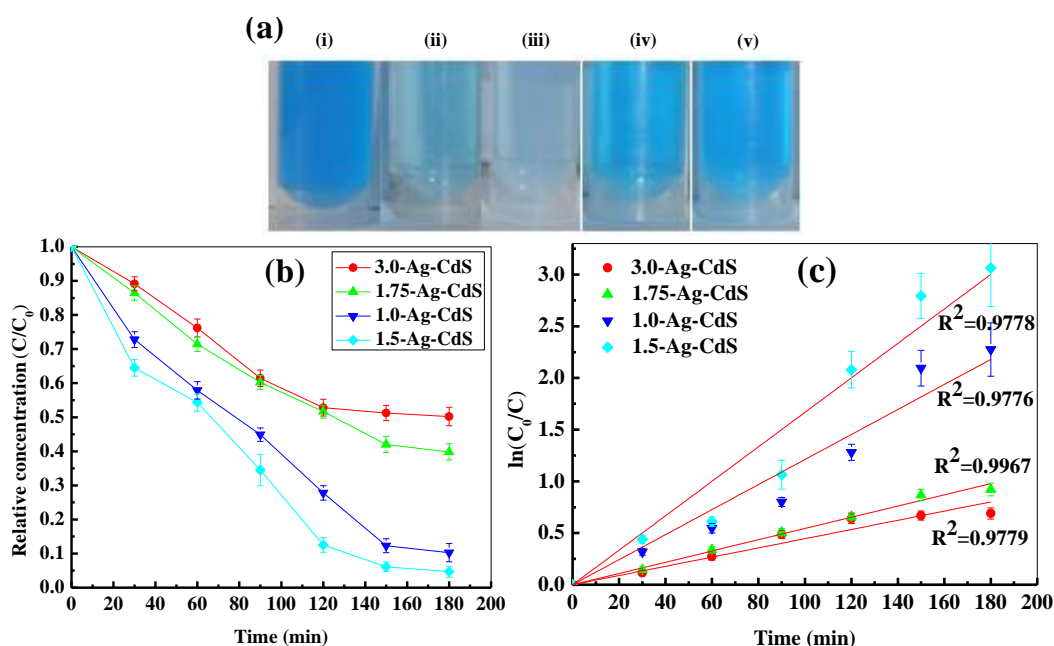 (a)
(i) (ii) (iii) (iv) (v)
(b)
Relative concentration (C/C0)
1.0
0.9
0.8
0.7
0.6
0.5
0.4
0.3
0.2
0.1
0.0
0 20 40 60 80 100 120 140 160 180 200
Time (min)
3.0-Ag-CdS
1.75-Ag-CdS
1.0-Ag-CdS
1.5-Ag-CdS
(c)
ln(C0/C)
3.0
2.5
2.0
1.5
1.0
0.5
0.0
0 20 40 60 80 100 120 140 160 180 200
Time (min)
3.0-Ag-CdS
1.75-Ag-CdS
1.0-Ag-CdS
1.5-Ag-CdS
R2=0.9778
R2=0.9776
R2=0.9967
R2=0.9779